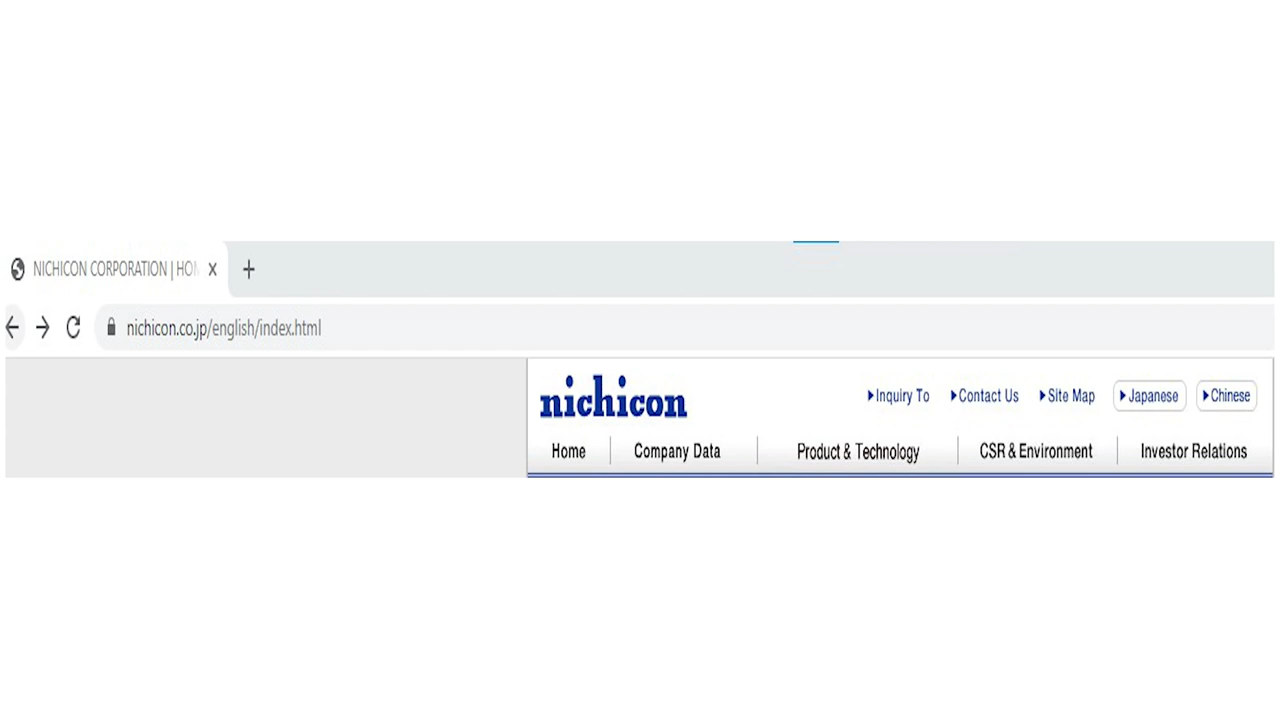 NICHICON CORPORATION | HO
nichicon.co.jp/english/index.html
nichicon
Inquiry To Contact Us Site Map Japanese Chinese
Home Company Data Product & Technology CSR & Environment Investor Relations